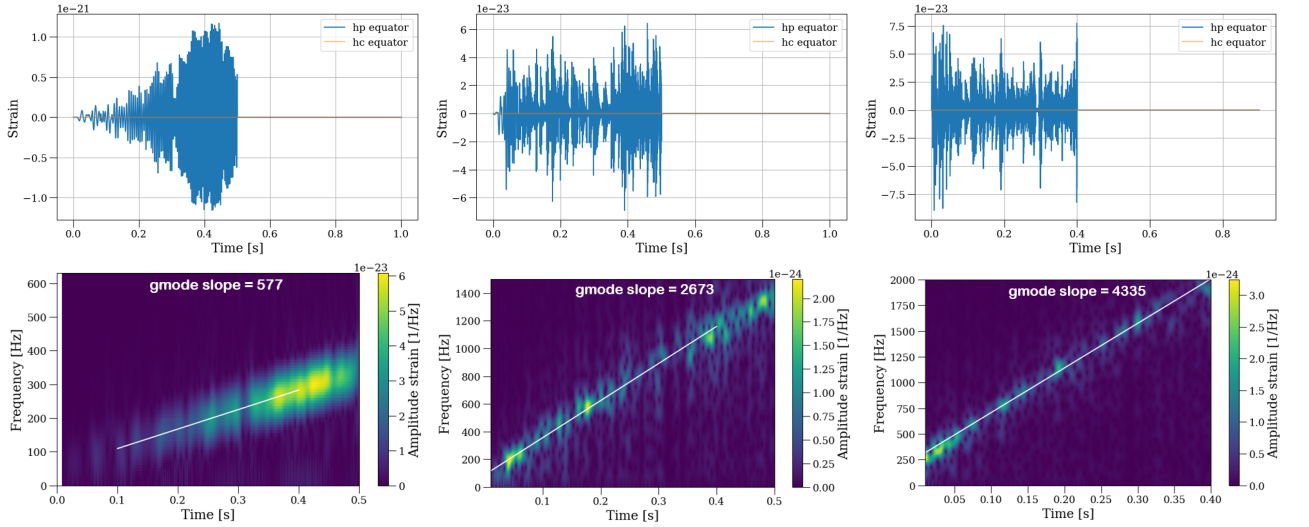 1e−21
1.0
0.5
0.0
−0.5
−1.0
Strain
hp equator
hc equator
0.0 0.2 0.4 0.6 0.8 1.0
Time [s]
1e−23
6
4
2
0
−2
−4
−6
Strain
hp equator
hc equator
0.0 0.2 0.4 0.6 0.8 1.0
Time [s]
1e−23
7.5
5.0
2.5
0.0
−2.5
−5.0
−7.5
Strain
hp equator
hc equator
0.0 0.2 0.4 0.6 0.8
Time [s]
gmode slope = 577
600
500
400
300
200
100
0
Frequency [Hz]
0.0 0.1 0.2 0.3 0.4 0.5
Time [s]
1e−23
6
5
4
3
2
1
0
Amplitude strain [1/Hz]
gmode slope = 2673
1400
1200
1000
800
600
400
200
0
Frequency [Hz]
0.1 0.2 0.3 0.4 0.5
Time [s]
1e−24
2.00
1.75
1.50
1.25
1.00
0.75
0.50
0.25
0.00
Amplitude strain [1/Hz]
gmode slope = 4335
2000
1750
1500
1250
1000
750
500
250
0
Frequency [Hz]
0.05 0.10 0.15 0.20 0.25 0.30 0.35 0.40
Time [s]
1e−24
3.0
2.5
2.0
1.5
1.0
0.5
0.0
Amplitude strain [1/Hz]